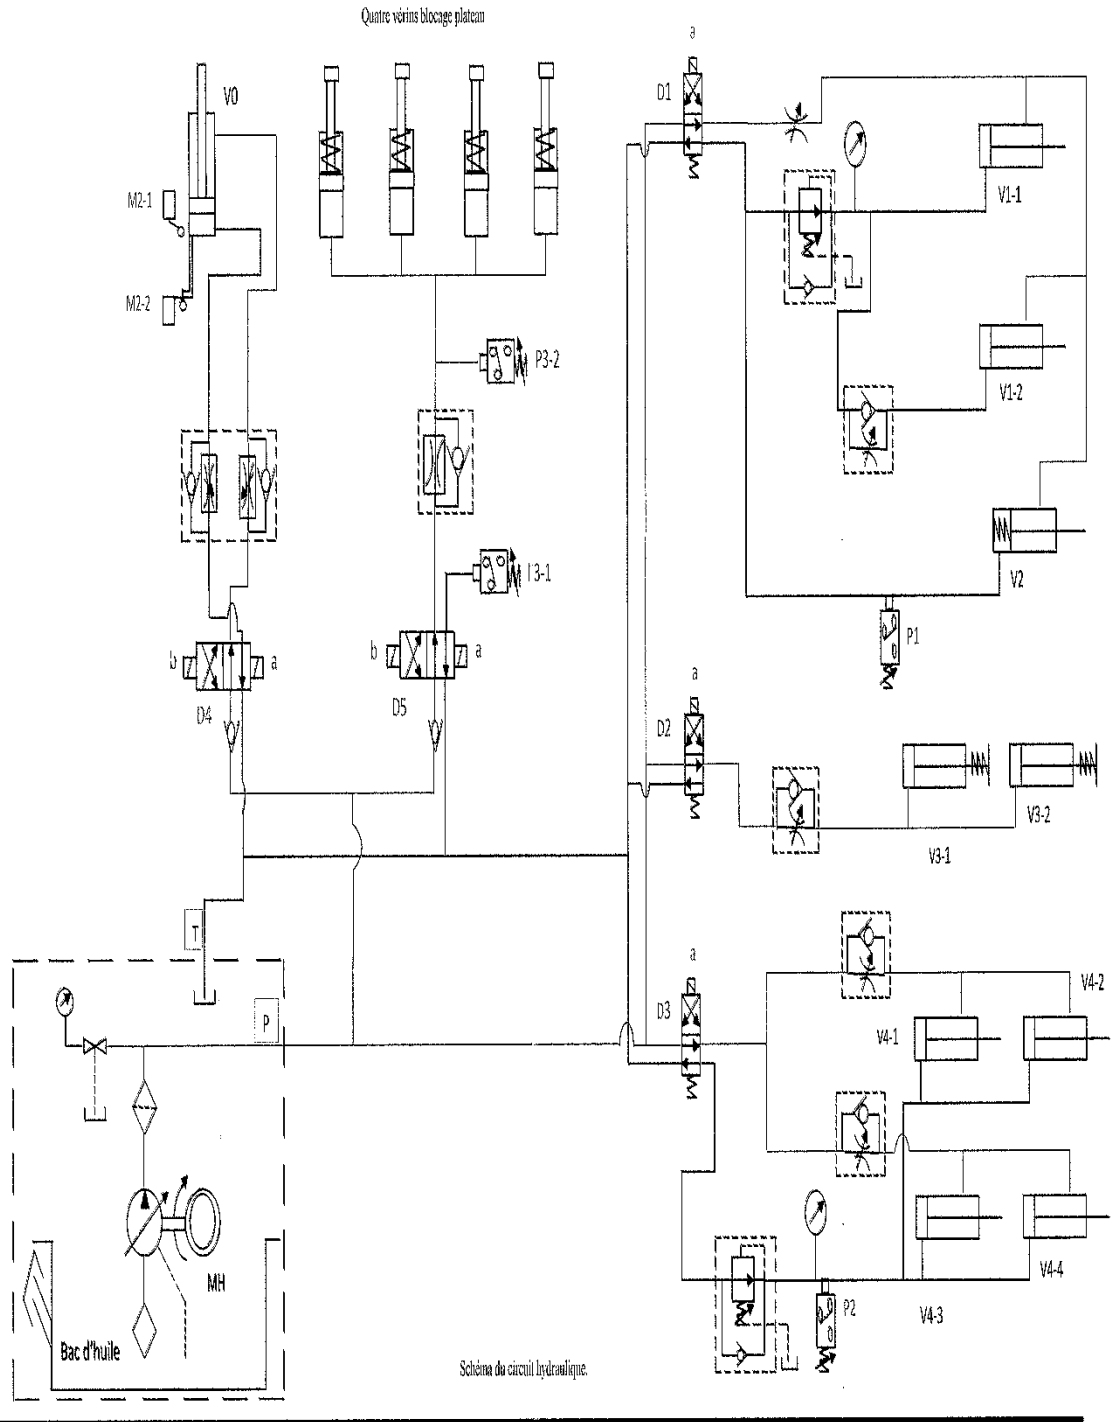 Quatre vérins blocage plateau
a
D1
V0
M2-1
V1-1
M2-2
P3-2
V1-2
3-1
V2
P1
b
a
b
a
a
D4
D5
D2
V3-2
V3-1
T
a
V4-2
D3
P
V4-1
V4-4
MH
P2
V4-3
Bac d"huile
Schéma du circuit hydraulique.